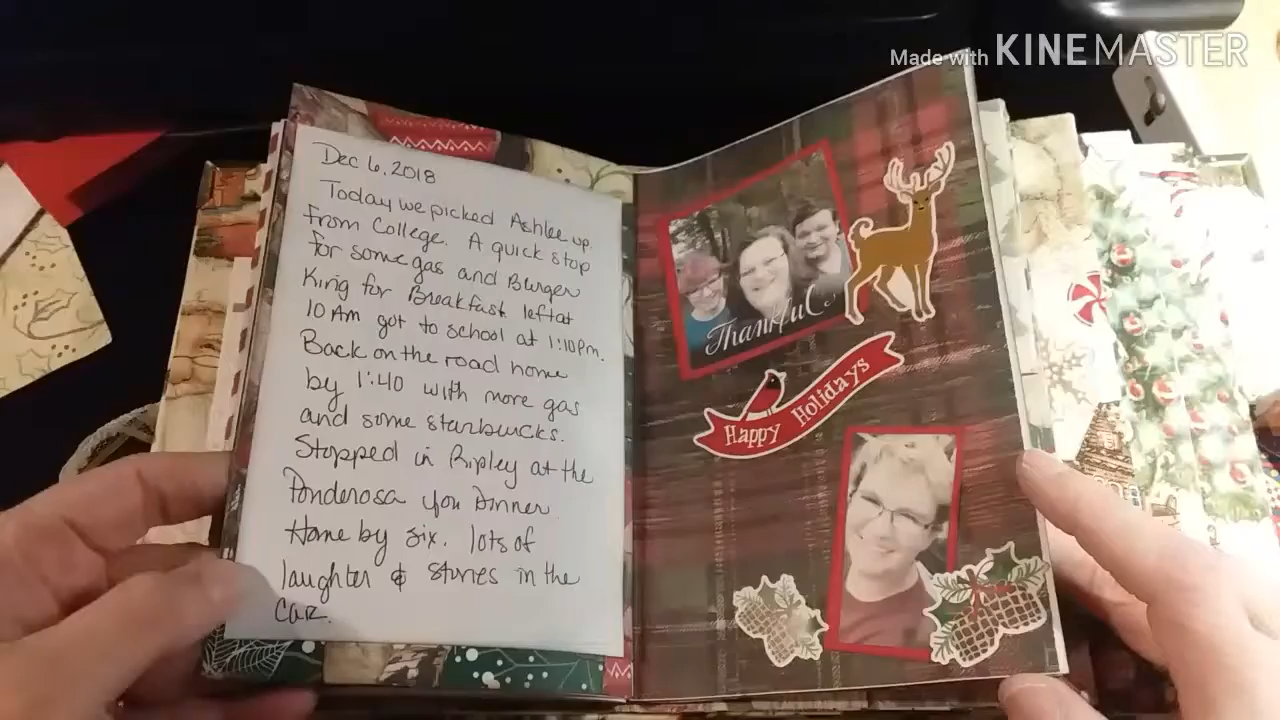 Made with KINEMASTER
Dec 6, 2018
Today we picked Ashlee up
from College. A quick stop
for some gas and Burger
King for Breakfast left at
10 Am got to school at 1:10pm.
Back on the road home
by 1:40 with more gas
and some starbucks.
Stopped in Ripley at the
Ponderosa you Dinner
Home by six. lots of
laughter & stories in the
car.
Thankful
Happy Holidays